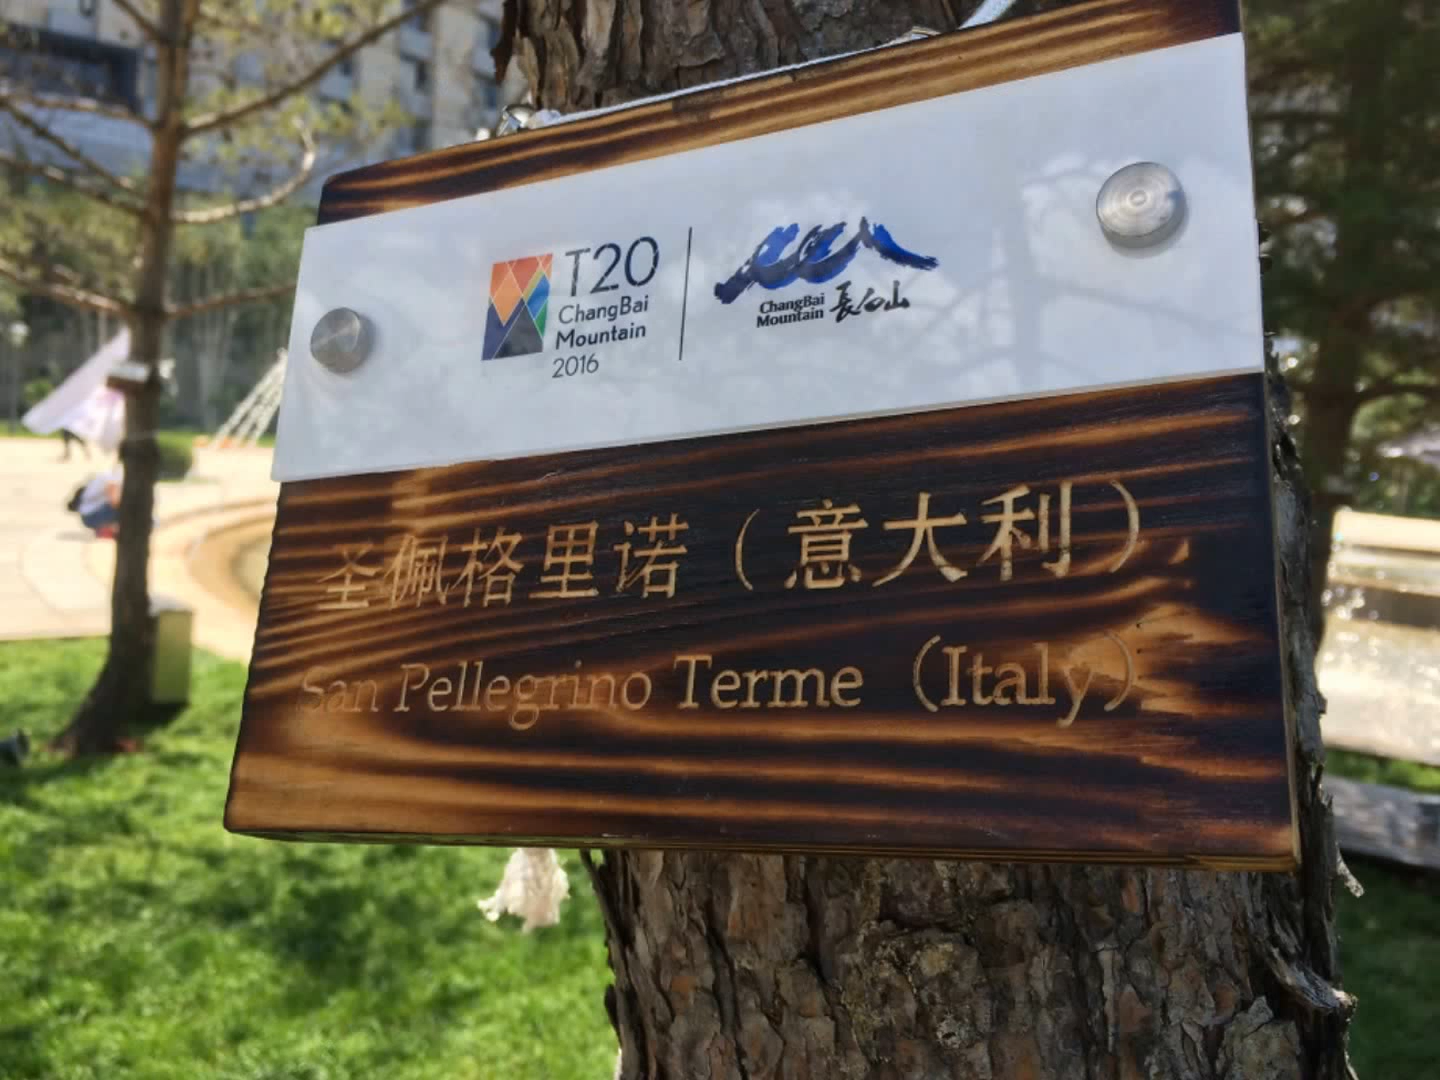 T20
ChangBai
Mountain
2016
ChangBai
Mountain 長白山
圣佩格里诺（意大利）
San Pellegrino Terme（Italy）